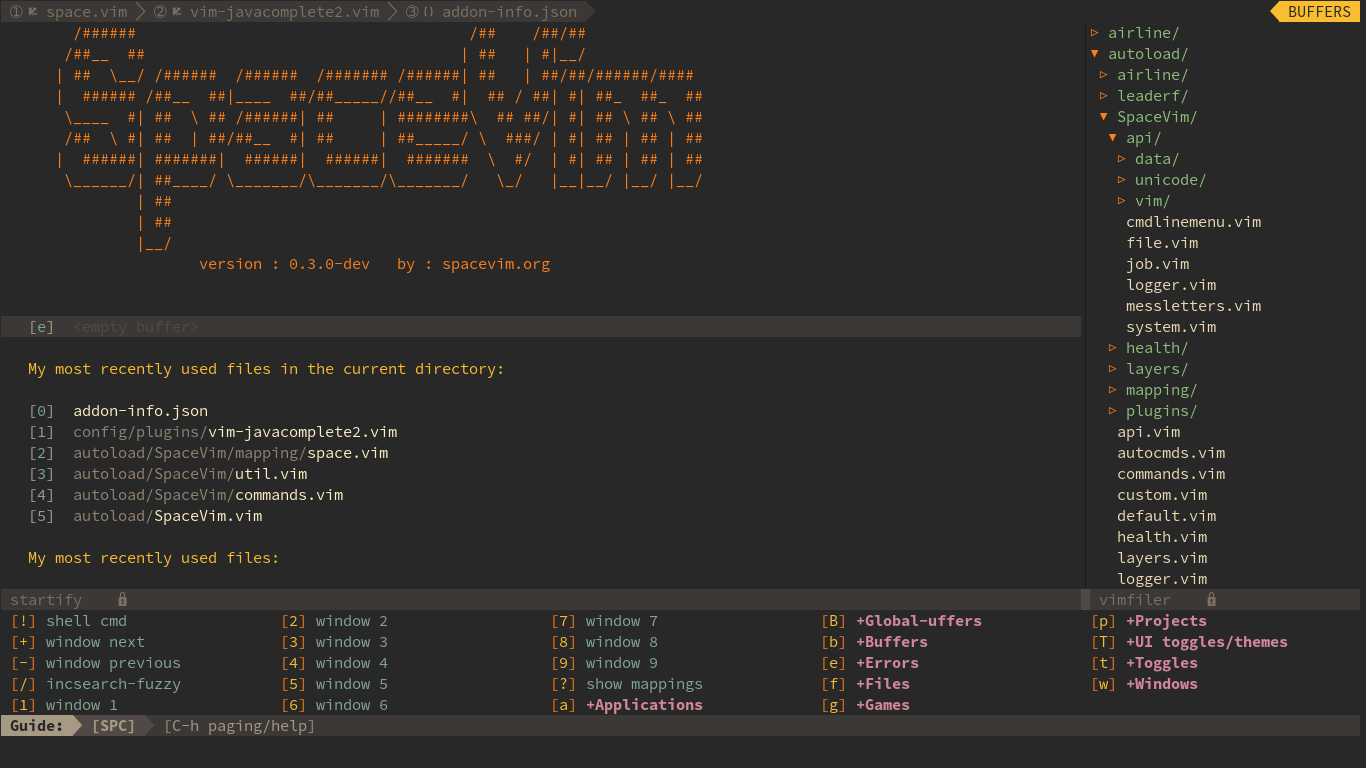 ① space.vim ② vim-javacomplete2.vim ③ {} addon-info.json BUFFERS
      /######                                     /##    /##/##
     /##__  ##                                   | ##   | #|__/
    | ##  \__/ /######  /######  /####### /######| ##   | ##/##/######/####
    |  ###### /##__  ##|____  ##/##_____//##__  #|  ## / ##| #| ##_  ##_  ##
     \____  #| ##  \ ## /######| ##     | ########\  ## ##/| #| ## \ ## \ ##
     /##  \ #| ##  | ##/##__  #| ##     | ##_____/ \  ###/ | #| ## | ## | ##
    |  ######| #######|  ######|  ######|  #######  \  #/  | #| ## | ## | ##
     \______/| ##____/ \_______/\_______/\_______/   \_/   |__|__/ |__/ |__/
             | ##
             | ##
             |__/
version : 0.3.0-dev   by : spacevim.org
[e]  <empty buffer>
My most recently used files in the current directory:
[0]  addon-info.json
[1]  config/plugins/vim-javacomplete2.vim
[2]  autoload/SpaceVim/mapping/space.vim
[3]  autoload/SpaceVim/util.vim
[4]  autoload/SpaceVim/commands.vim
[5]  autoload/SpaceVim.vim
My most recently used files:
startify
▷ airline/
▼ autoload/
▷ airline/
▷ leaderf/
▼ SpaceVim/
▼ api/
▷ data/
▷ unicode/
▷ vim/
cmdlinemenu.vim
file.vim
job.vim
logger.vim
messletters.vim
system.vim
▷ health/
▷ layers/
▷ mapping/
▷ plugins/
api.vim
autocmds.vim
commands.vim
custom.vim
default.vim
health.vim
layers.vim
logger.vim
vimfiler
[!] shell cmd [2] window 2 [7] window 7 [B] +Global-uffers [p] +Projects
[+] window next [3] window 3 [8] window 8 [b] +Buffers [T] +UI toggles/themes
[-] window previous [4] window 4 [9] window 9 [e] +Errors [t] +Toggles
[/] incsearch-fuzzy [5] window 5 [?] show mappings [f] +Files [w] +Windows
[1] window 1 [6] window 6 [a] +Applications [g] +Games
Guide: [SPC] [C-h paging/help]